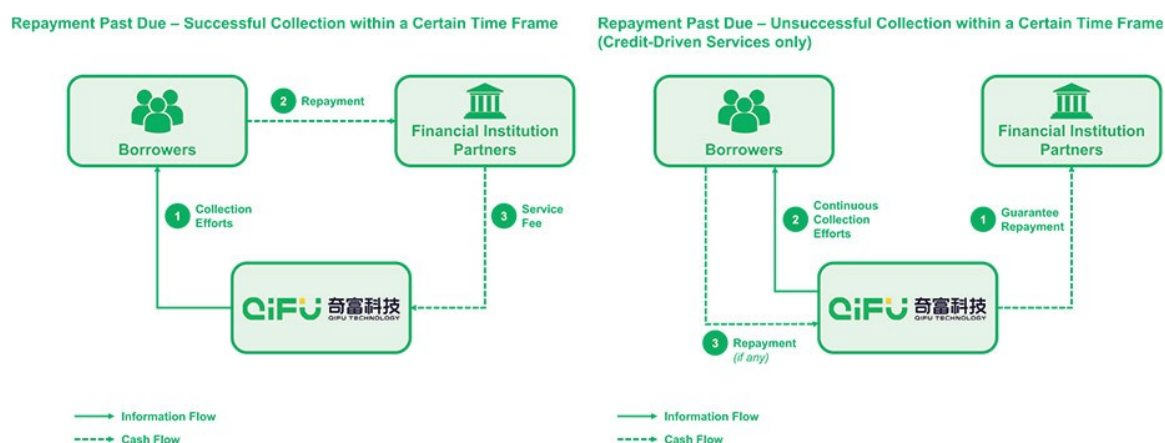 Repayment Past Due – Successful Collection within a Certain Time Frame
Borrowers
2 Repayment
Financial Institution
Partners
1 Collection
Efforts
3 Service
Fee
QiFU 奇富科技
QIFU TECHNOLOGY
Information Flow
Cash Flow
Repayment Past Due – Unsuccessful Collection within a Certain Time Frame
(Credit-Driven Services only)
Borrowers
Financial Institution
Partners
2 Continuous
Collection
Efforts
1 Guarantee
Repayment
QiFU 奇富科技
QIFU TECHNOLOGY
3 Repayment
(if any)
Information Flow
Cash Flow